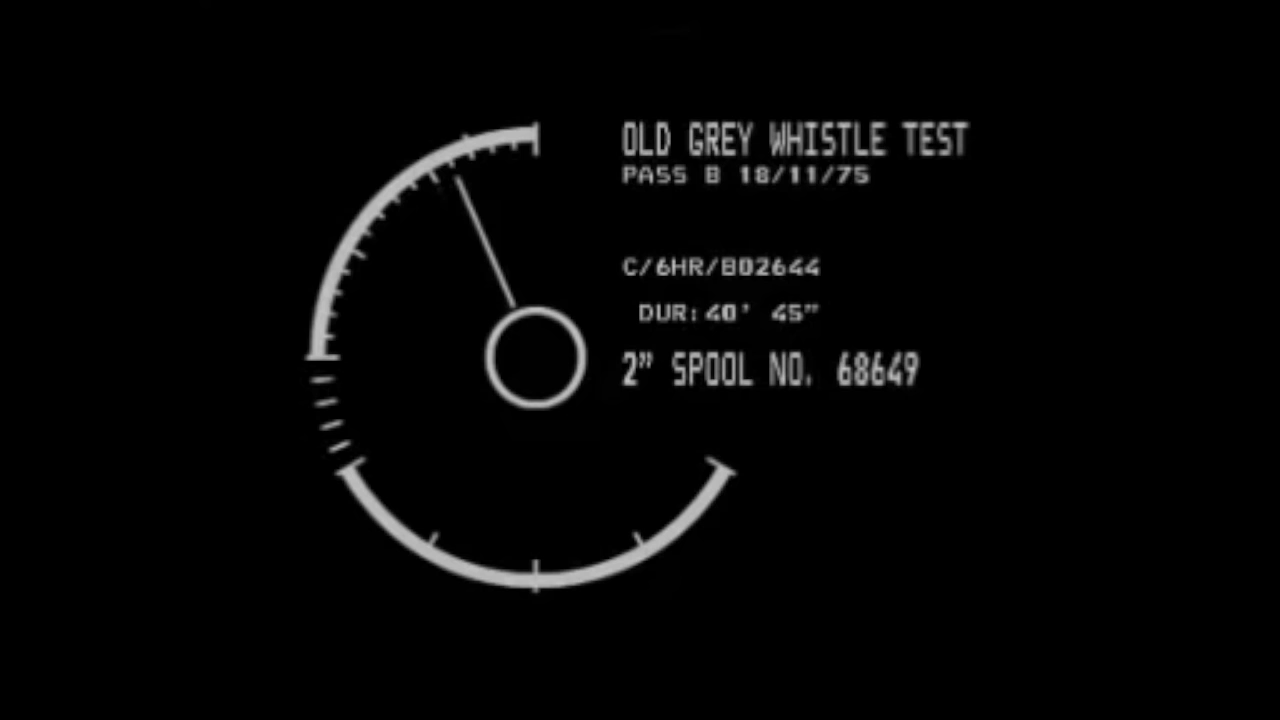 OLD GREY WHISTLE TEST
PASS B 18/11/75
C/6HR/B02644
DUR: 40' 45"
2" SPOOL NO. 68649